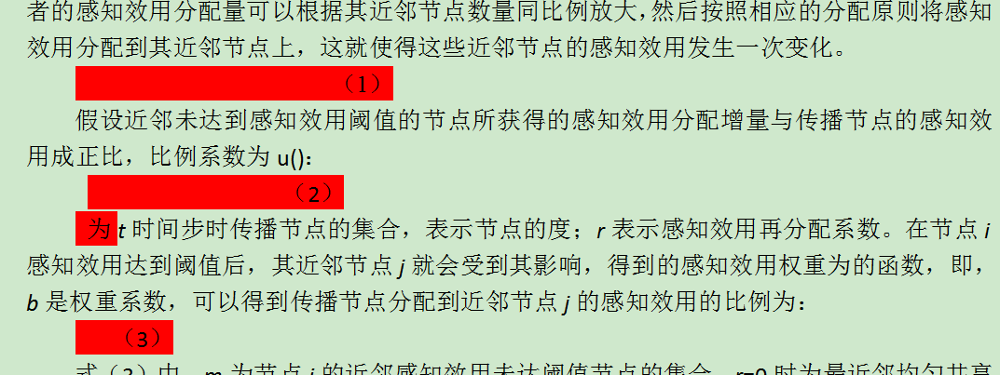 者的感知效用分配量可以根据其近邻节点数量同比例放大，然后按照相应的分配原则将感知
效用分配到其近邻节点上，这就使得这些近邻节点的感知效用发生一次变化。
（1）
假设近邻未达到感知效用阈值的节点所获得的感知效用分配增量与传播节点的感知效
用成正比，比例系数为 u():
（2）
为 t 时间步时传播节点的集合，表示节点的度；r 表示感知效用再分配系数。在节点 i
感知效用达到阈值后，其近邻节点 j 就会受到其影响，得到的感知效用权重为的函数，即，
b 是权重系数，可以得到传播节点分配到近邻节点 j 的感知效用的比例为：
（3）
式（3）中，m 为节点 i 的近邻感知效用未达阈值节点的集合，r=0 时为最近邻均匀共享